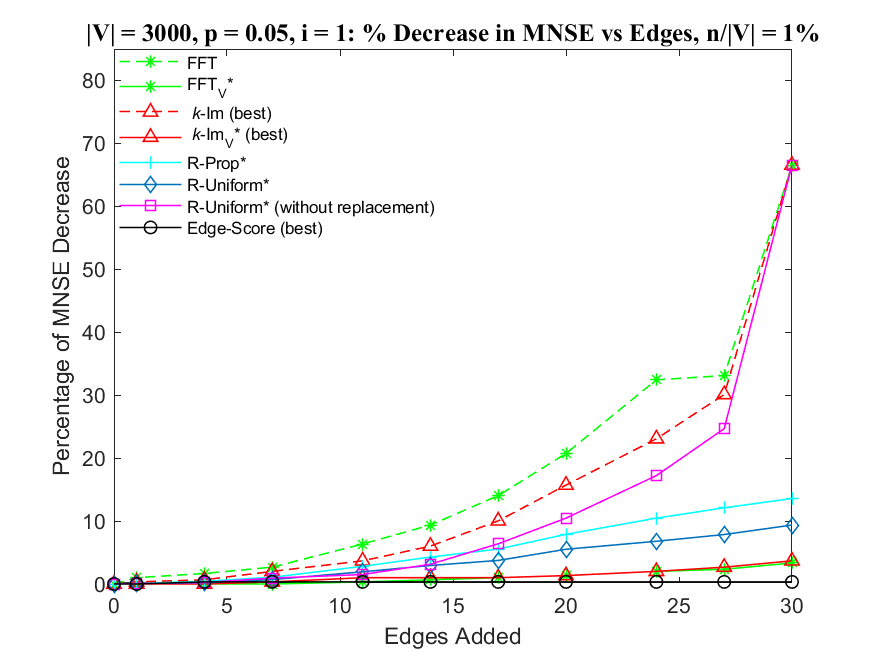 |V| = 3000, p = 0.05, i = 1: % Decrease in MNSE vs Edges, n/|V| = 1%
FFT
FFT_V*
k-Im (best)
k-Im_V* (best)
R-Prop*
R-Uniform*
R-Uniform* (without replacement)
Edge-Score (best)
Percentage of MNSE Decrease
80
70
60
50
40
30
20
10
0
0 5 10 15 20 25 30
Edges Added